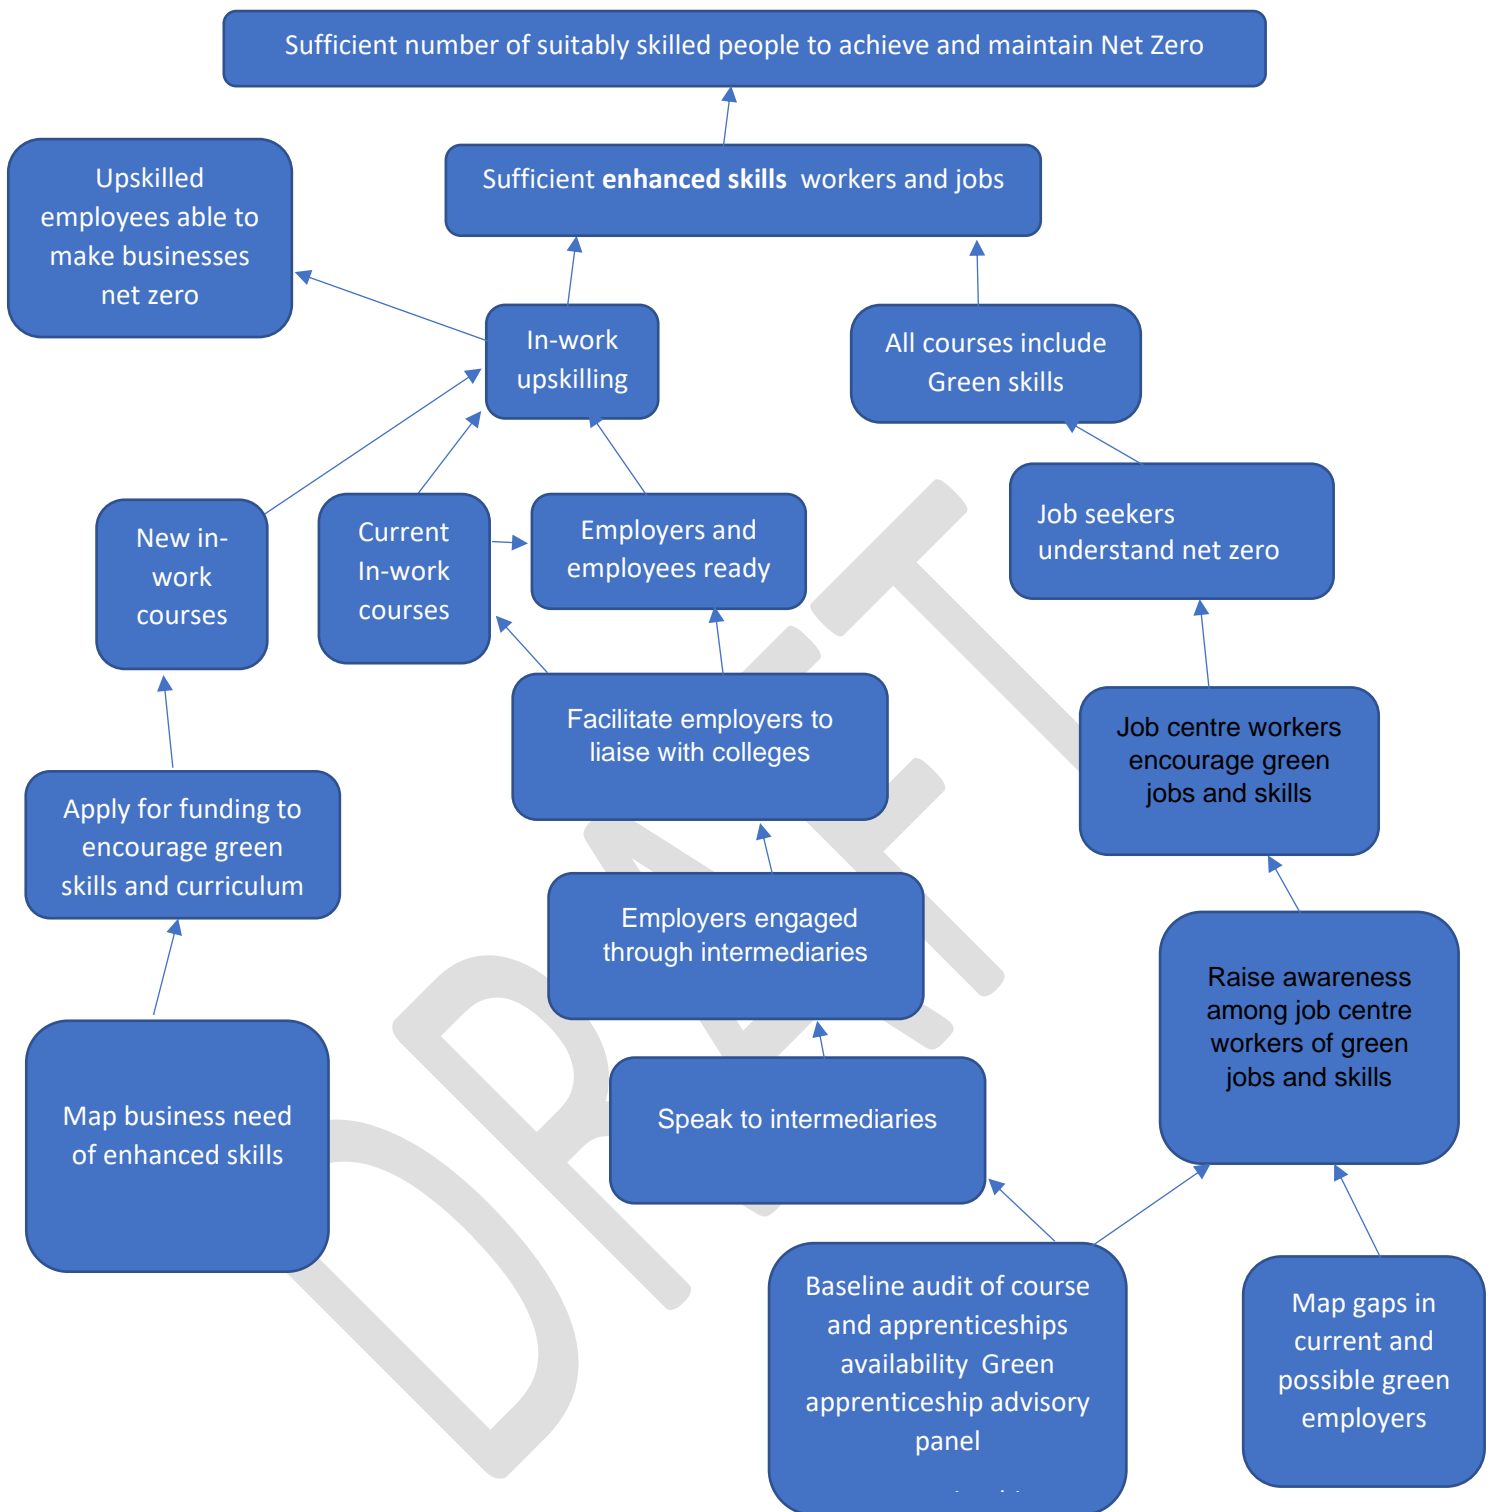 Sufficient number of suitably skilled people to achieve and maintain Net Zero
Sufficient enhanced skills workers and jobs
Upskilled
employees able to
make businesses
net zero
In-work
upskilling
All courses include
Green skills
New in-
work
courses
Current
In-work
courses
Employers and
employees ready
Job seekers
understand net zero
Facilitate employers to
liaise with colleges
Job centre workers
encourage green
jobs and skills
Apply for funding to
encourage green
skills and curriculum
Employers engaged
through intermediaries
Raise awareness
among job centre
workers of green
jobs and skills
Map business need
of enhanced skills
Speak to intermediaries
Baseline audit of course
and apprenticeships
availability  Green
apprenticeship advisory
panel
Map gaps in
current and
possible green
employers
DRAFT